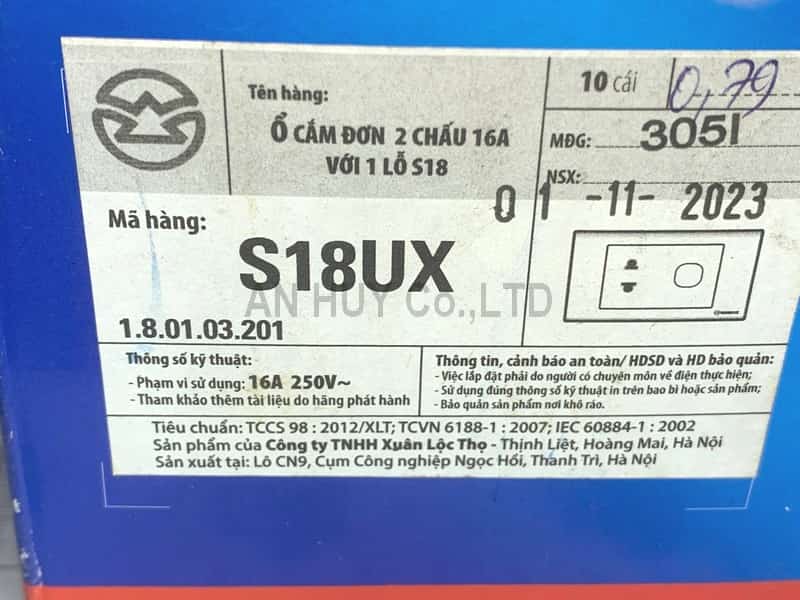 Tên hàng:
Ổ CẮM ĐƠN 2 CHẤU 16A
VỚI 1 LỖ S18
10 cái
0,79
MĐG: 305I
NSX: 01 -11- 2023
Mã hàng:
S18UX
AN HUY Co.,LTD
1.8.01.03.201
Thông số kỹ thuật:
- Phạm vi sử dụng: 16A 250V~
- Tham khảo thêm tài liệu do hãng phát hành
Thông tin, cảnh báo an toàn/ HDSD và HD bảo quản:
- Việc lắp đặt phải do người có chuyên môn về điện thực hiện;
- Sử dụng đúng thông số kỹ thuật in trên bao bì hoặc sản phẩm;
- Bảo quản sản phẩm nơi khô ráo.
Tiêu chuẩn: TCCS 98 : 2012/XLT; TCVN 6188-1 : 2007; IEC 60884-1 : 2002
Sản phẩm của Công ty TNHH Xuân Lộc Thọ - Thịnh Liệt, Hoàng Mai, Hà Nội
Sản xuất tại: Lô CN9, Cụm Công nghiệp Ngọc Hồi, Thanh Trì, Hà Nội